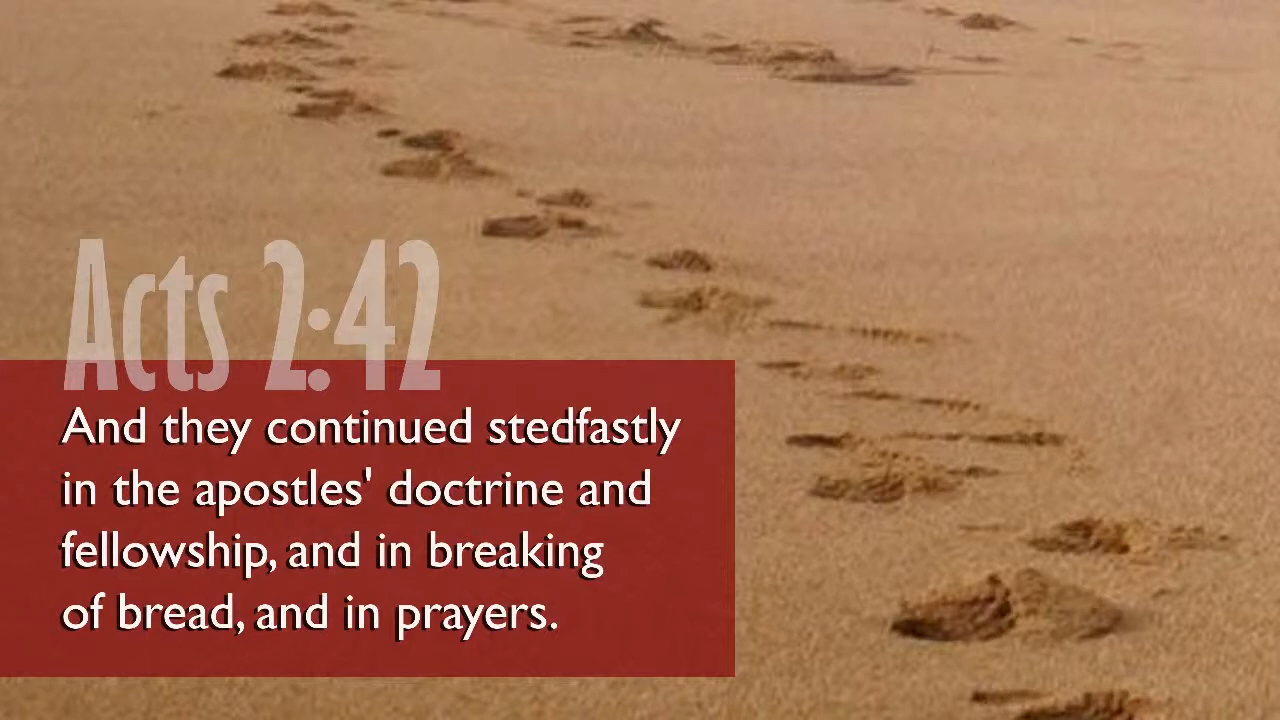 Acts 2:42
And they continued stedfastly
in the apostles' doctrine and
fellowship, and in breaking
of bread, and in prayers.